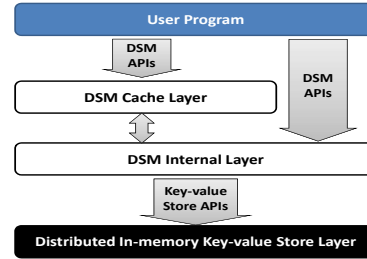 User Program
DSM
APIs
DSM
APIs
DSM Cache Layer
DSM Internal Layer
Key-value
Store APIs
Distributed In-memory Key-value Store Layer